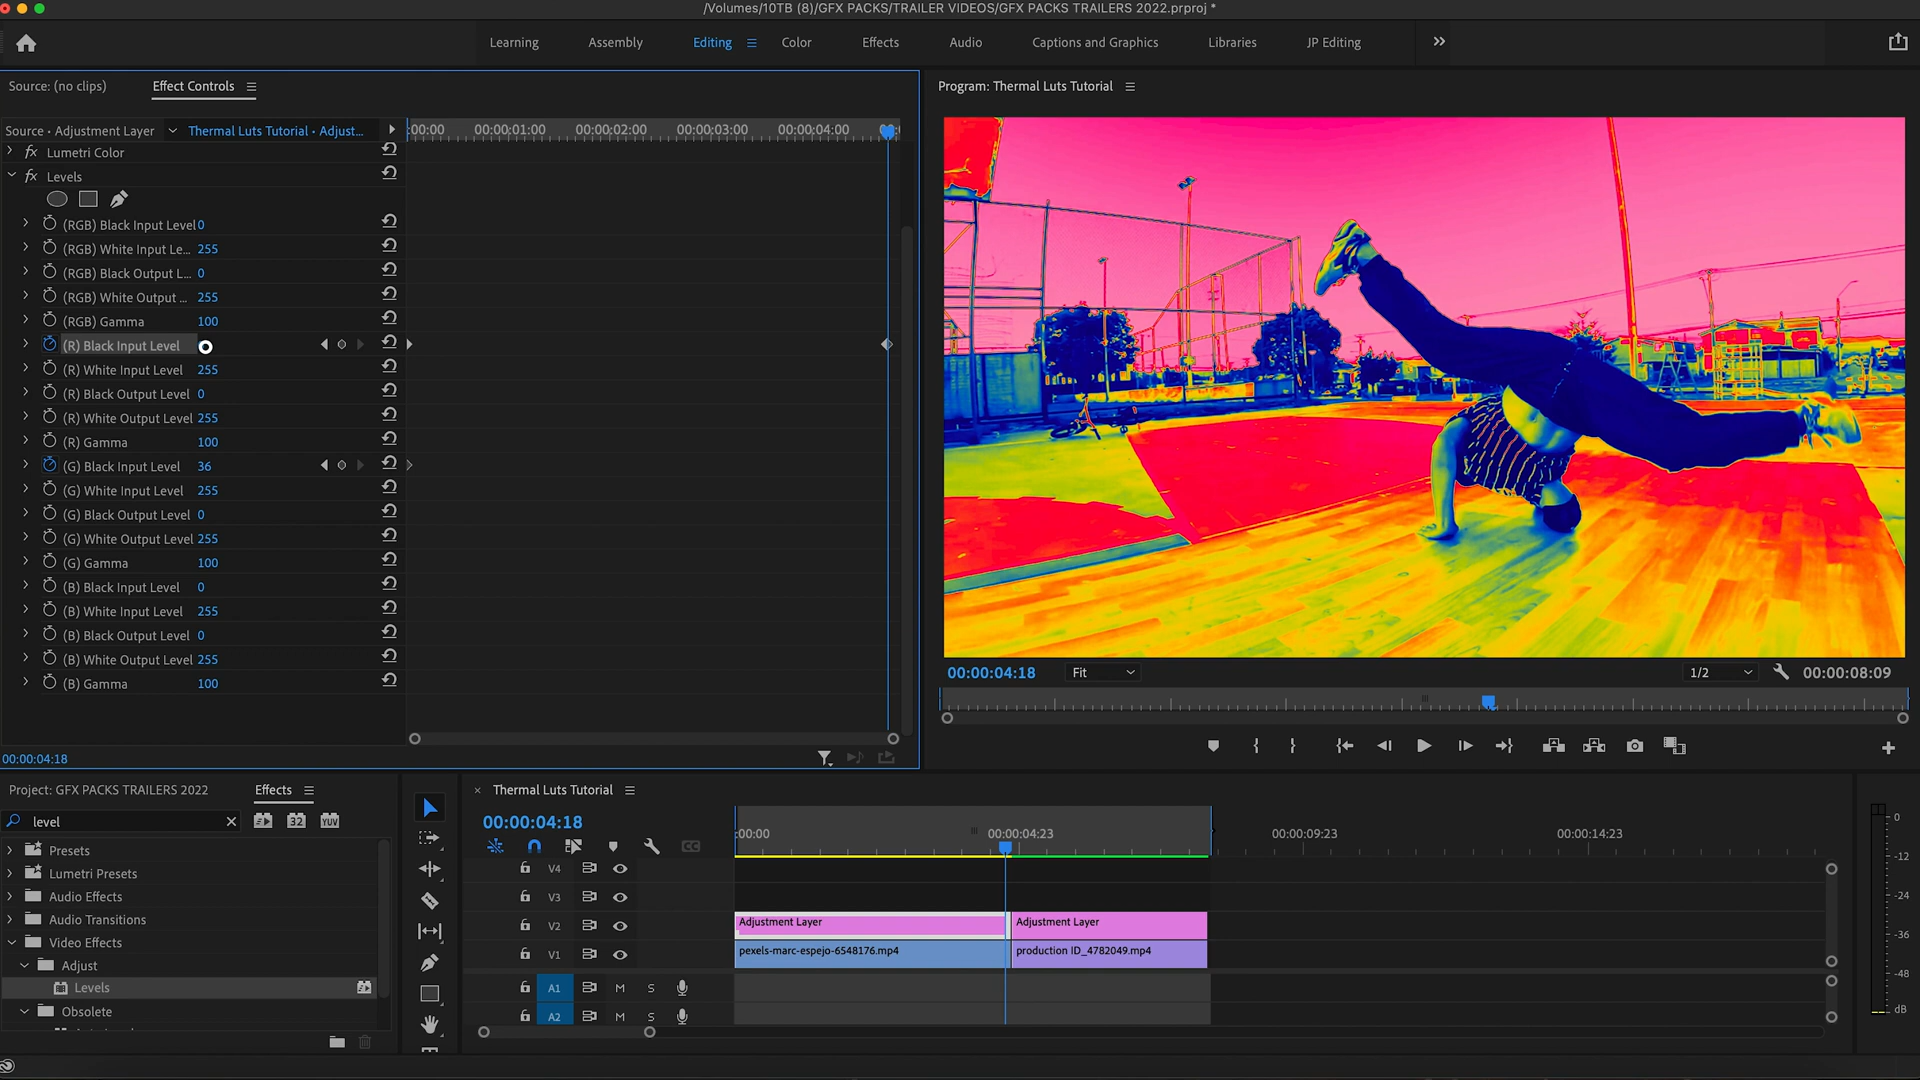 /Volumes/10TB (8)/GFX PACKS/TRAILER VIDEOS/GFX PACKS TRAILERS 2022.prproj *
Learning Assembly Editing Color Effects Audio Captions and Graphics Libraries JP Editing
Source: (no clips) Effect Controls
Program: Thermal Luts Tutorial
Source • Adjustment Layer Thermal Luts Tutorial • Adjust...
:00:00 00:00:01:00 00:00:02:00 00:00:03:00 00:00:04:00
fx Lumetri Color
fx Levels
(RGB) Black Input Level 0
(RGB) White Input Le... 255
(RGB) Black Output L... 0
(RGB) White Output ... 255
(RGB) Gamma 100
(R) Black Input Level
(R) White Input Level 255
(R) Black Output Level 0
(R) White Output Level 255
(R) Gamma 100
(G) Black Input Level 36
(G) White Input Level 255
(G) Black Output Level 0
(G) White Output Level 255
(G) Gamma 100
(B) Black Input Level 0
(B) White Input Level 255
(B) Black Output Level 0
(B) White Output Level 255
(B) Gamma 100
00:00:04:18
00:00:04:18 Fit 1/2 00:00:08:09
Project: GFX PACKS TRAILERS 2022 Effects
level
32 YUV
Presets
Lumetri Presets
Audio Effects
Audio Transitions
Video Effects
Adjust
Levels
Obsolete
× Thermal Luts Tutorial
00:00:04:18
:00:00 00:00:04:23 00:00:09:23 00:00:14:23
CC
V4
V3
V2 Adjustment Layer Adjustment Layer
V1 pexels-marc-espejo-6548176.mp4 production ID_4782049.mp4
A1 M S
A2 M S
0
-12
-24
-36
-48
dB